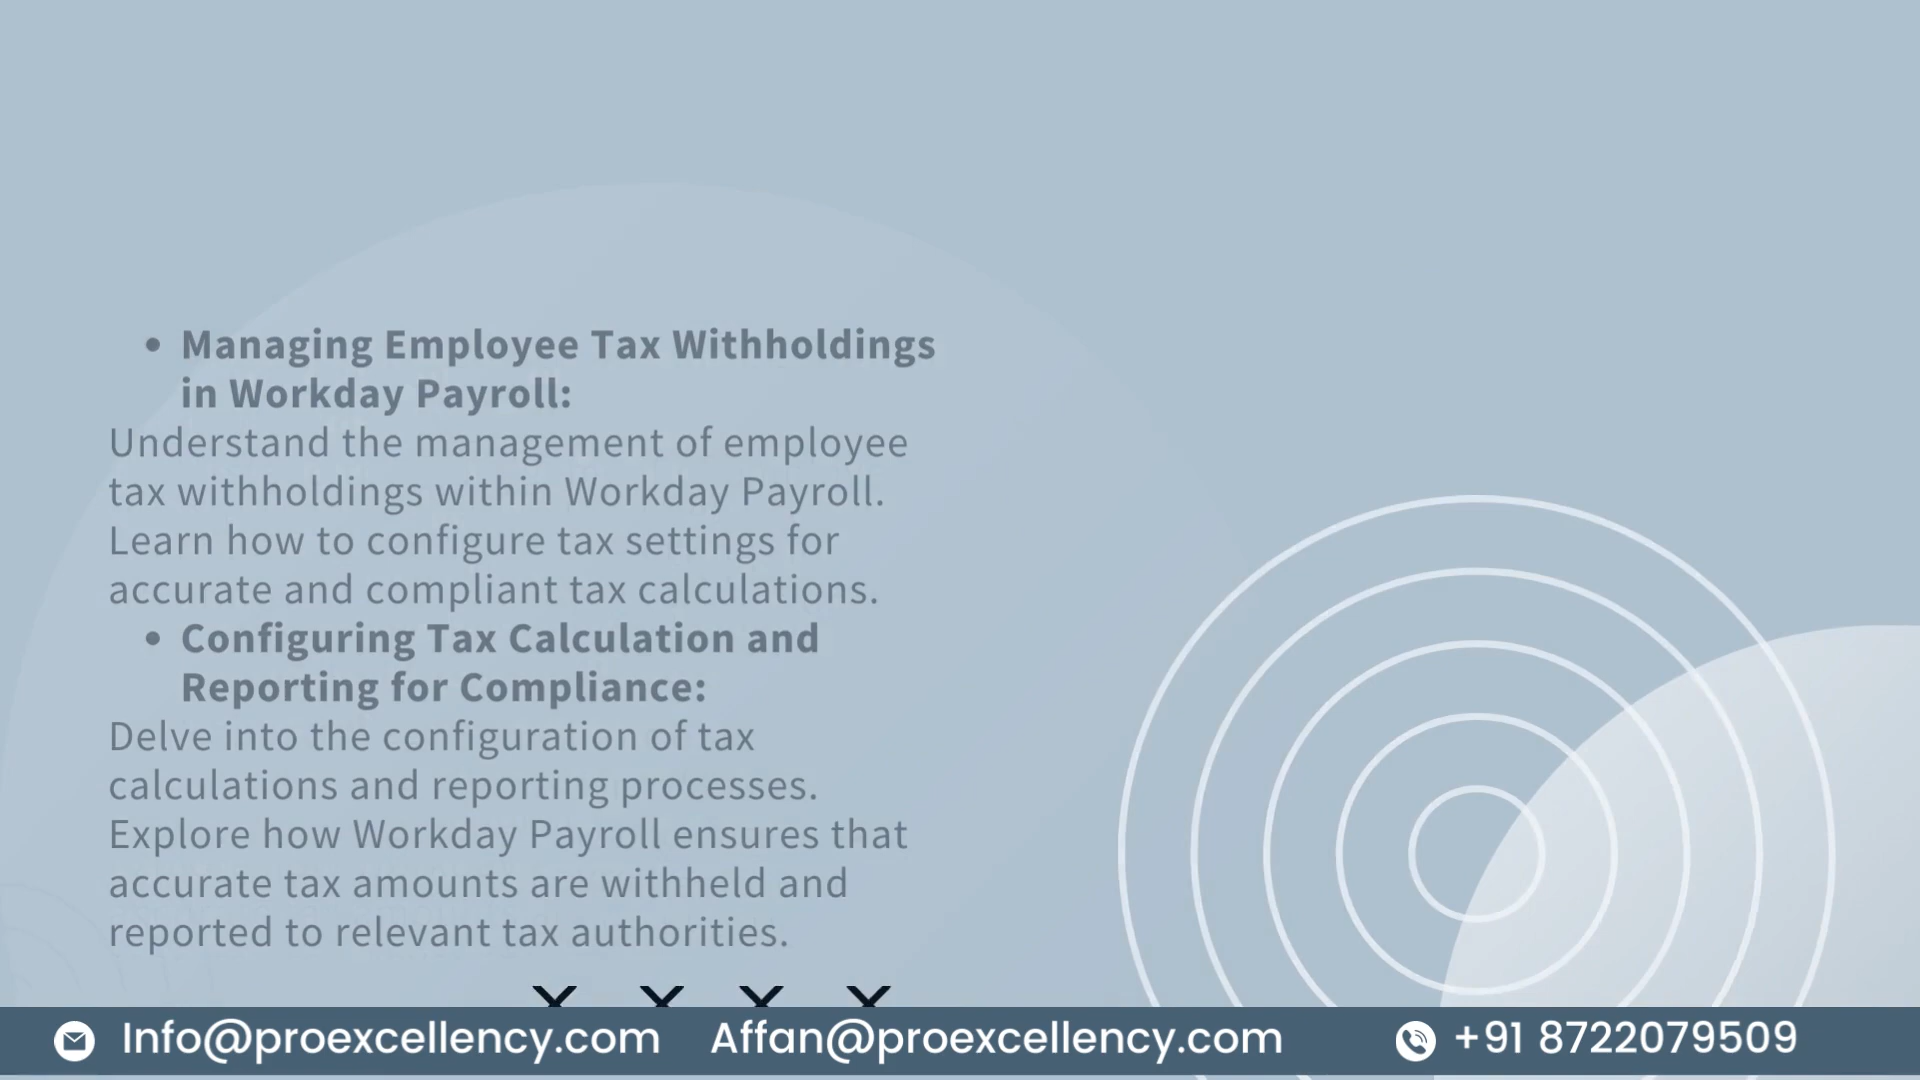 • Managing Employee Tax Withholdings
in Workday Payroll:
Understand the management of employee
tax withholdings within Workday Payroll.
Learn how to configure tax settings for
accurate and compliant tax calculations.
• Configuring Tax Calculation and
Reporting for Compliance:
Delve into the configuration of tax
calculations and reporting processes.
Explore how Workday Payroll ensures that
accurate tax amounts are withheld and
reported to relevant tax authorities.
Info@proexcellency.com Affan@proexcellency.com +91 8722079509